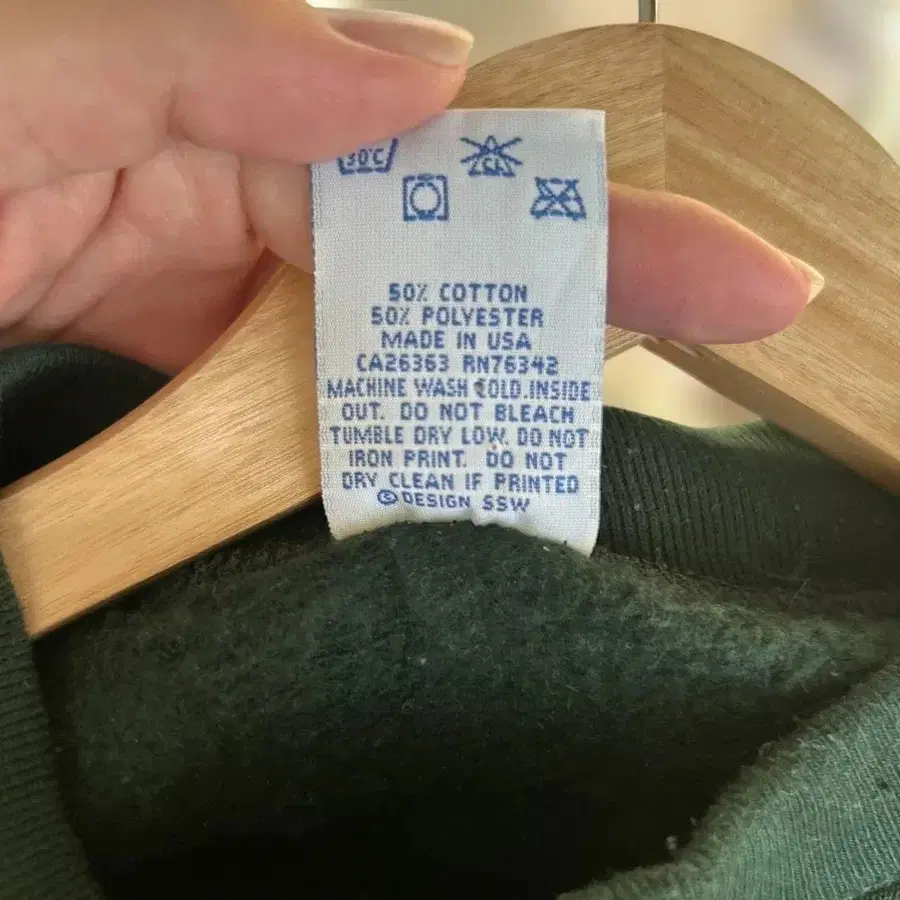 30°C
CL
50% COTTON
50% POLYESTER
MADE IN USA
CA26363 RN76342
MACHINE WASH COLD.INSIDE
OUT. DO NOT BLEACH
TUMBLE DRY LOW. DO NOT
IRON PRINT. DO NOT
DRY CLEAN IF PRINTED
©DESIGN SSW